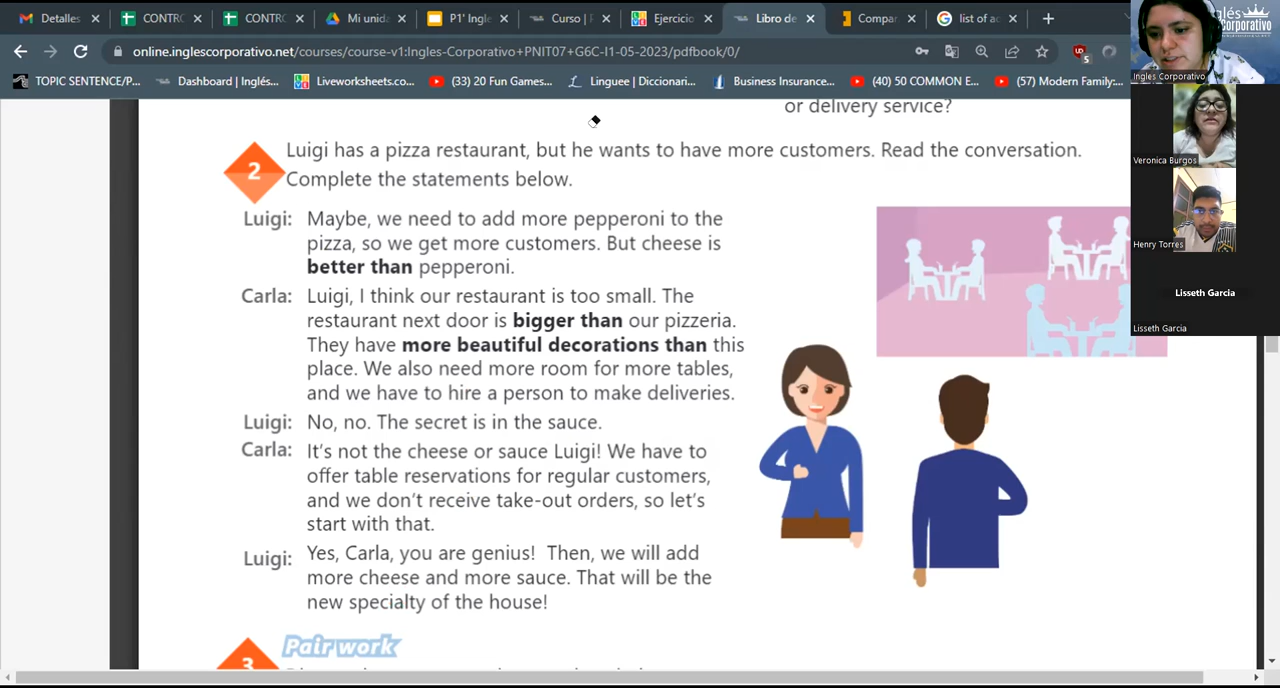 Detalles
CONTRO
CONTRO
Mi unida
P1' Ingle
Curso |
Ejercicio
Libro de
Compar
list of a
online.inglescorporativo.net/courses/course-v1:Ingles-Corporativo+PNIT07+G6C-I1-05-2023/pdfbook/0/
5
TOPIC SENTENCE/P...
Dashboard | Inglés...
Liveworksheets.co...
(33) 20 Fun Games...
Linguee | Diccionari...
Business Insurance...
(40) 50 COMMON E...
(57) Modern Family:...
Ingles Corporativo
Veronica Burgos
Henry Torres
Lisseth Garcia
Lisseth Garcia
or delivery service?
2
Luigi has a pizza restaurant, but he wants to have more customers. Read the conversation.
Complete the statements below.
Luigi: Maybe, we need to add more pepperoni to the
pizza, so we get more customers. But cheese is
better than pepperoni.
Carla: Luigi, I think our restaurant is too small. The
restaurant next door is bigger than our pizzeria.
They have more beautiful decorations than this
place. We also need more room for more tables,
and we have to hire a person to make deliveries.
Luigi: No, no. The secret is in the sauce.
Carla: It's not the cheese or sauce Luigi! We have to
offer table reservations for regular customers,
and we don't receive take-out orders, so let's
start with that.
Luigi: Yes, Carla, you are genius! Then, we will add
more cheese and more sauce. That will be the
new specialty of the house!
3
Pair work